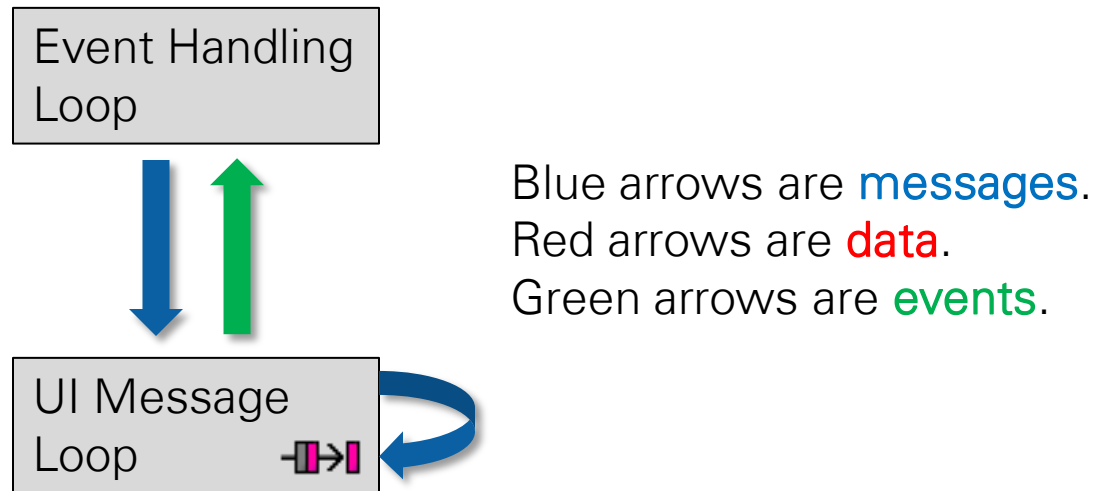 Event Handling
Loop
Blue arrows are messages.
Red arrows are data.
Green arrows are events.
UI Message
Loop